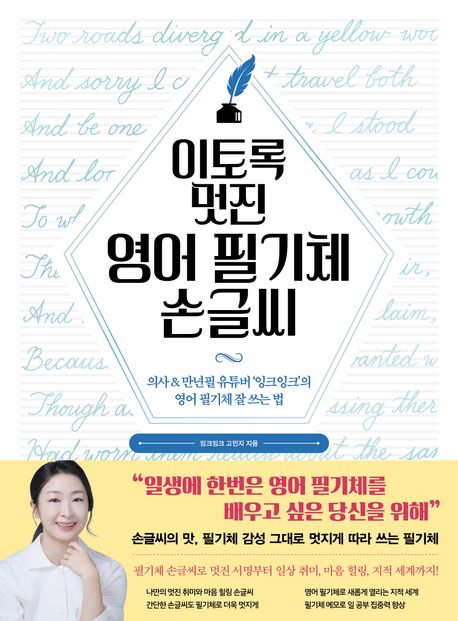 Two roads diverg d in a yellow woo
And sorry I c t travel both
And be one I stood
And lo as I cou
To w owth
The ir,
And. laim,
Becaus wanted w
Though a ssing ther
Had worn them really about the sam
이토록
멋진
영어 필기체
손글씨
의사 & 만년필 유튜버 '잉크잉크'의
영어 필기체 잘 쓰는 법
잉크잉크 고민지 지음
“일생에 한번은 영어 필기체를
배우고 싶은 당신을 위해”
손글씨의 맛, 필기체 감성 그대로 멋지게 따라 쓰는 필기체
필기체 손글씨로 멋진 서명부터 일상 취미, 마음 힐링, 지적 세계까지!
나만의 멋진 취미와 마음 힐링 손글씨 영어 필기체로 새롭게 열리는 지적 세계
간단한 손글씨도 필기체로 더욱 멋지게 필기체 메모로 일 공부 집중력 향상